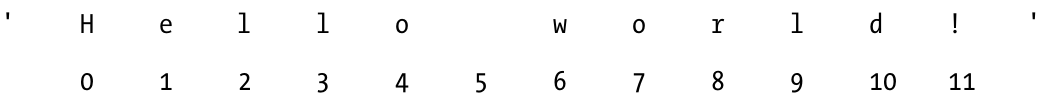 ' H e l l o   w o r l d ! '
0 1 2 3 4 5 6 7 8 9 10 11